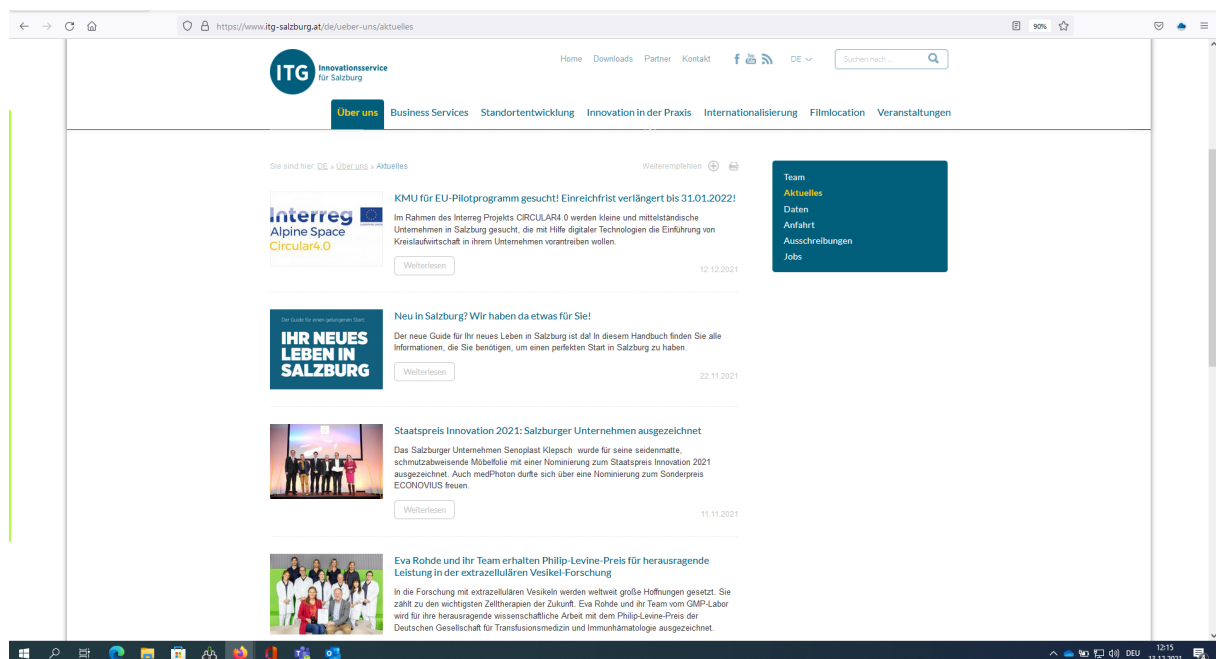 https://www.itg-salzburg.at/de/ueber-uns/aktuelles
90%
ITG Innovationsservice
für Salzburg
Home Downloads Partner Kontakt DE Suchen nach ...
Über uns Business Services Standortentwicklung Innovation in der Praxis Internationalisierung Filmlocation Veranstaltungen
Sie sind hier: DE » Über uns » Aktuelles
Weiterempfehlen
Interreg
Alpine Space
Circular4.0
KMU für EU-Pilotprogramm gesucht! Einreichfrist verlängert bis 31.01.2022!
Im Rahmen des Interreg Projekts CIRCULAR4.0 werden kleine und mittelständische
Unternehmen in Salzburg gesucht, die mit Hilfe digitaler Technologien die Einführung von
Kreislaufwirtschaft in ihrem Unternehmen vorantreiben wollen.
Weiterlesen
12.12.2021
Der Guide für einen gelungenen Start
IHR NEUES
LEBEN IN
SALZBURG
Neu in Salzburg? Wir haben da etwas für Sie!
Der neue Guide für Ihr neues Leben in Salzburg ist da! In diesem Handbuch finden Sie alle
Informationen, die Sie benötigen, um einen perfekten Start in Salzburg zu haben.
Weiterlesen
22.11.2021
Staatspreis Innovation 2021: Salzburger Unternehmen ausgezeichnet
Das Salzburger Unternehmen Senoplast Klepsch wurde für seine seidenmatte,
schmutzabweisende Möbelfolie mit einer Nominierung zum Staatspreis Innovation 2021
ausgezeichnet. Auch medPhoton durfte sich über eine Nominierung zum Sonderpreis
ECONOVIUS freuen.
Weiterlesen
11.11.2021
Eva Rohde und ihr Team erhalten Philip-Levine-Preis für herausragende
Leistung in der extrazellulären Vesikel-Forschung
In die Forschung mit extrazellulären Vesikeln werden weltweit große Hoffnungen gesetzt. Sie
zählt zu den wichtigsten Zelltherapien der Zukunft. Eva Rohde und ihr Team vom GMP-Labor
wird für ihre herausragende wissenschaftliche Arbeit mit dem Philip-Levine-Preis der
Deutschen Gesellschaft für Transfusionsmedizin und Immunhämatologie ausgezeichnet.
Team
Aktuelles
Daten
Anfahrt
Ausschreibungen
Jobs
DEU
12:15
13.12.2021